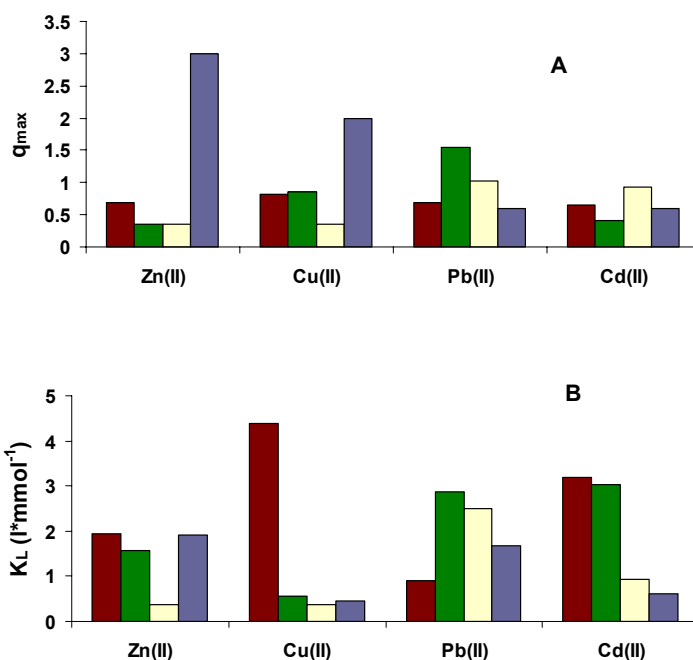 3.5
3
A
2.5
2
qmax
1.5
1
0.5
0
Zn(II) Cu(II) Pb(II) Cd(II)
5
B
4
3
KL (l*mmol-1)
2
1
0
Zn(II) Cu(II) Pb(II) Cd(II)